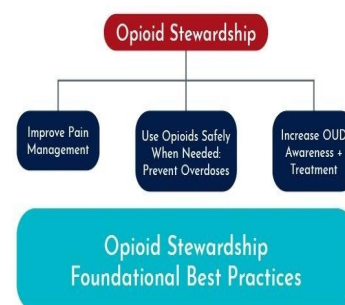 Opioid Stewardship
Improve Pain
Management
Use Opioids Safely
When Needed:
Prevent Overdoses
Increase OUD
Awareness +
Treatment
Opioid Stewardship
Foundational Best Practices